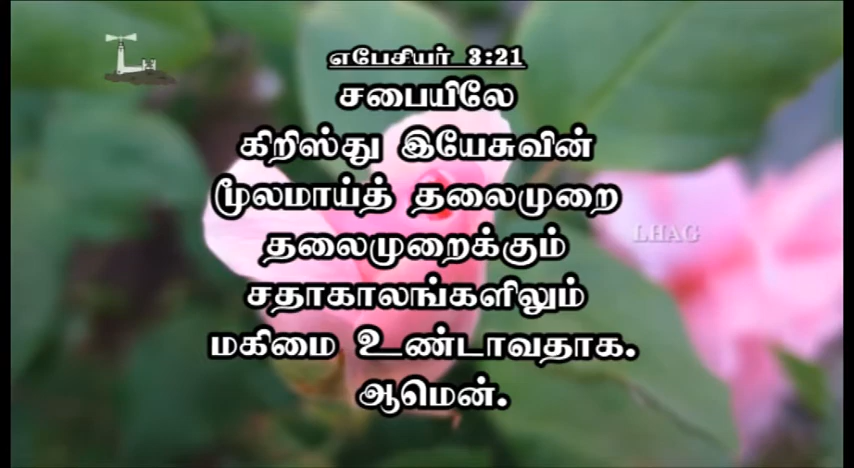 எபேசியர் 3:21
சபையிலே
கிறிஸ்து இயேசுவின்
மூலமாய்த் தலைமுறை
தலைமுறைக்கும்
சதாகாலங்களிலும்
மகிமை உண்டாவதாக.
ஆமென்.
LHAG